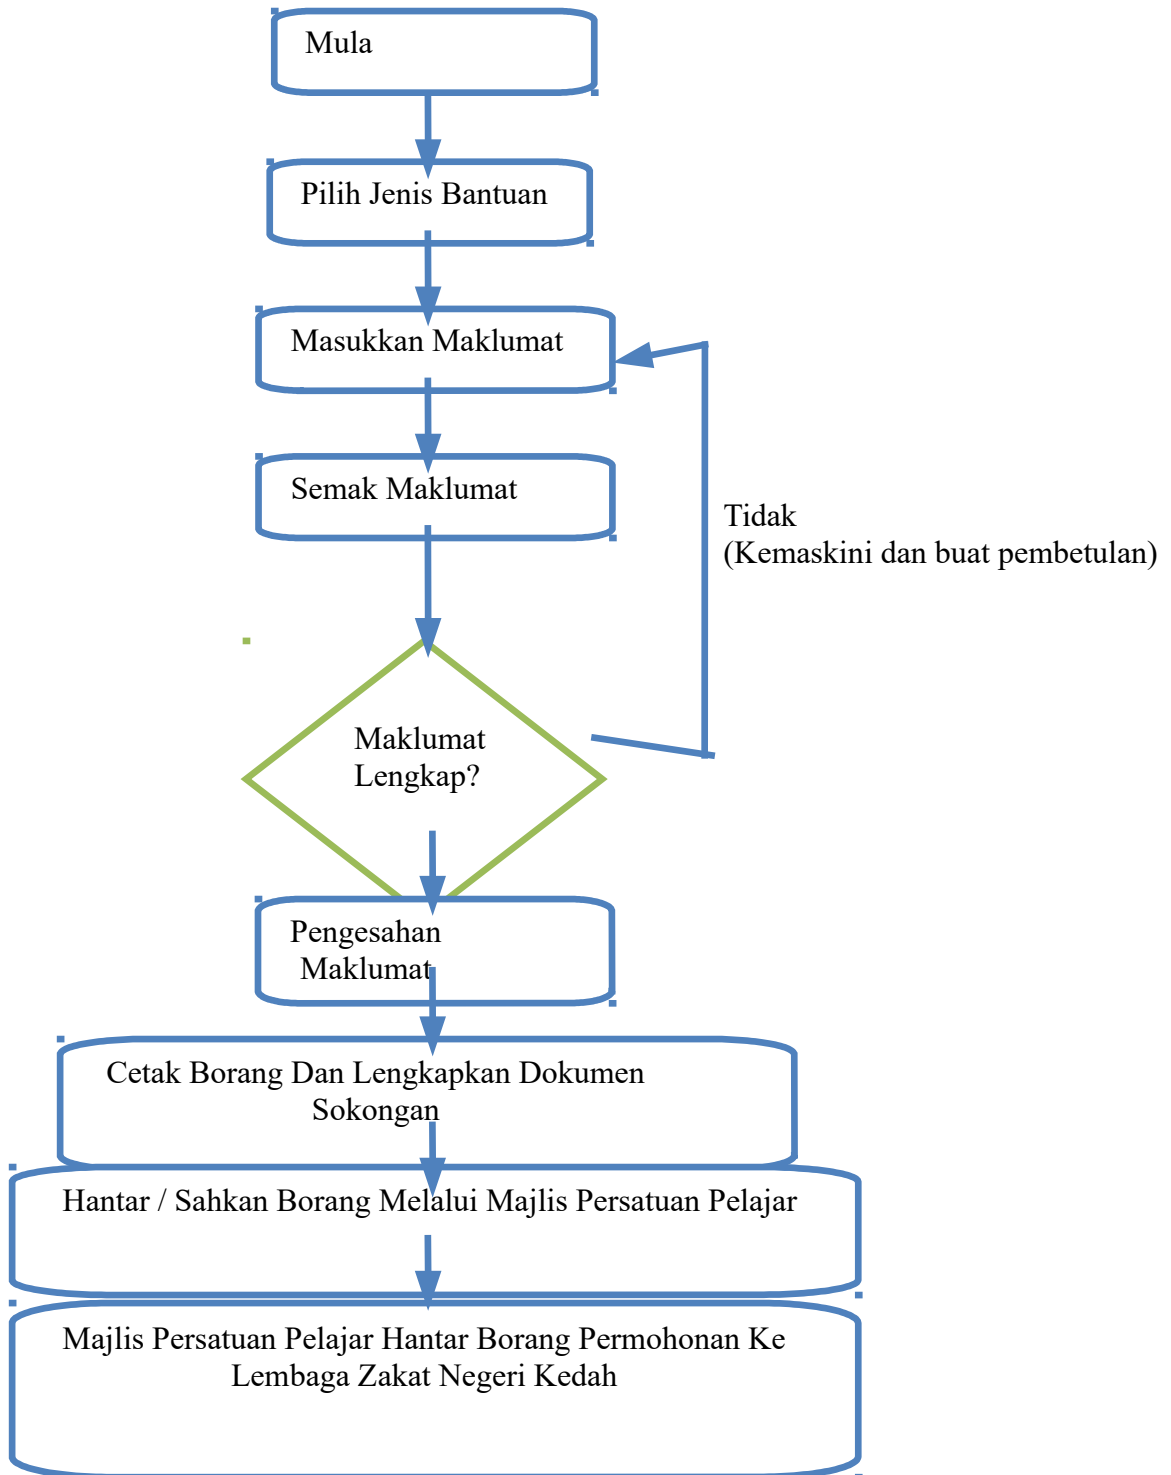 Mula
Pilih Jenis Bantuan
Masukkan Maklumat
Semak Maklumat
Tidak
(Kemaskini dan buat pembetulan)
Maklumat
Lengkap?
Pengesahan
Maklumat
Cetak Borang Dan Lengkapkan Dokumen
Sokongan
Hantar / Sahkan Borang Melalui Majlis Persatuan Pelajar
Majlis Persatuan Pelajar Hantar Borang Permohonan Ke
Lembaga Zakat Negeri Kedah